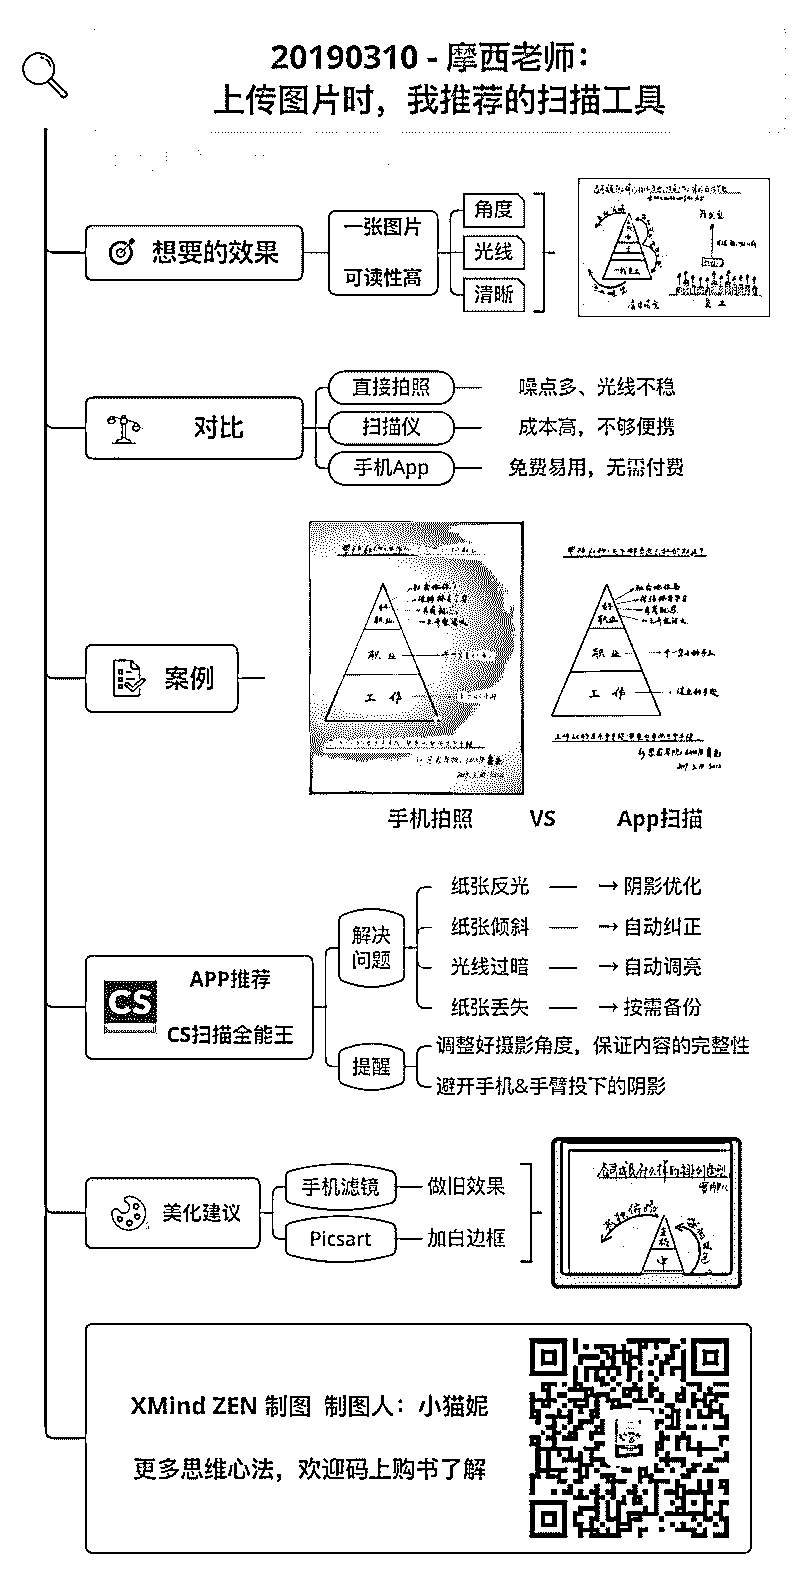 20190310 - 摩西老师：
上传图片时，我推荐的扫描工具
想要的效果
一张图片
可读性高
角度
光线
清晰
对比
直接拍照
噪点多、光线不稳
扫描仪
成本高，不够便携
手机App
免费易用，无需付费
案例
职业
工 作
职 业
工 作
手机拍照 VS App扫描
APP推荐
CS
CS扫描全能王
解决
问题
纸张反光 → 阴影优化
纸张倾斜 → 自动纠正
光线过暗 → 自动调亮
纸张丢失 → 按需备份
提醒
调整好摄影角度，保证内容的完整性
避开手机&手臂投下的阴影
美化建议
手机滤镜
做旧效果
Picsart
加白边框
中
XMind ZEN 制图 制图人：小猫妮
更多思维心法，欢迎码上购书了解